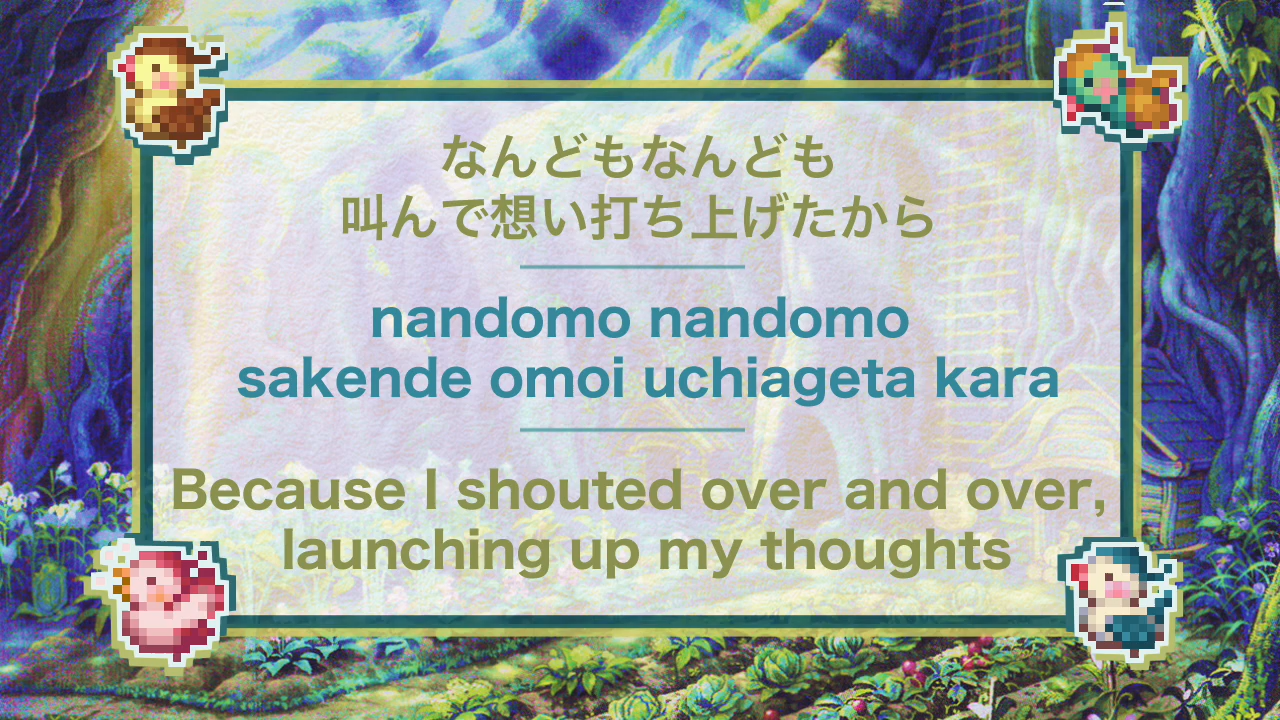 なんどもなんども
叫んで想い打ち上げたから
nandomo nandomo
sakende omoi uchiageta kara
Because I shouted over and over,
launching up my thoughts